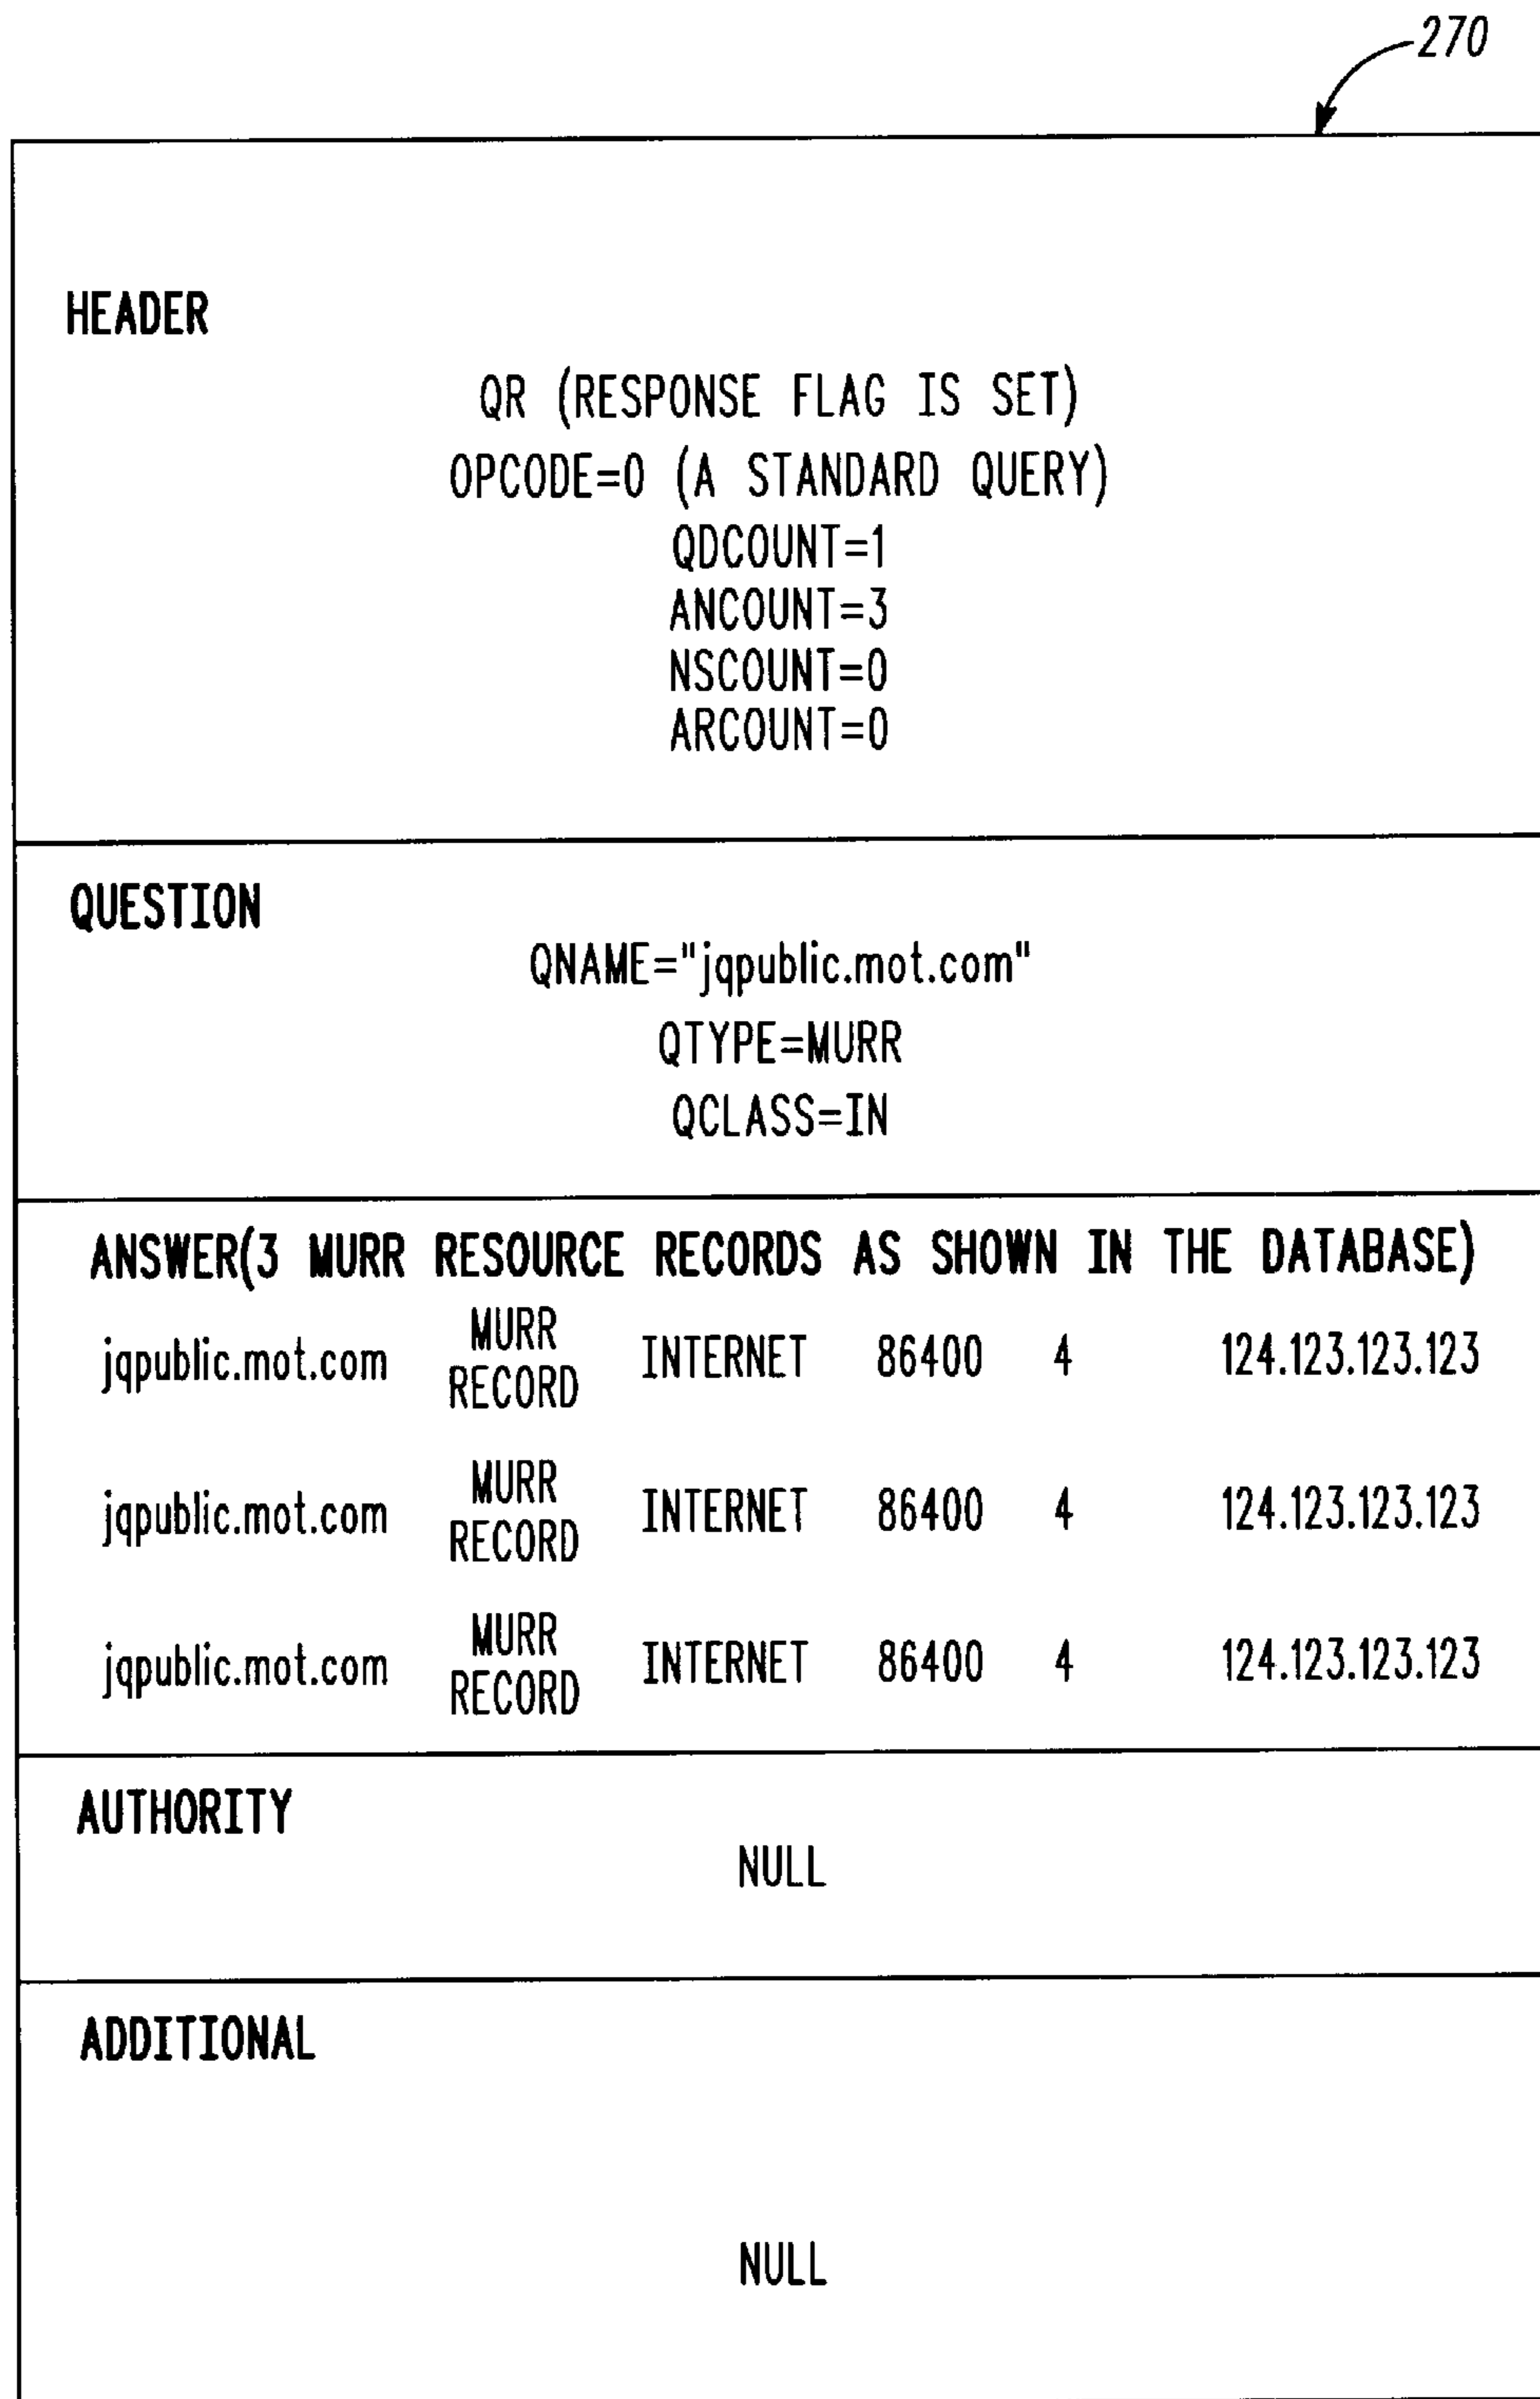 270
HEADER
QR (RESPONSE FLAG IS SET)
OPCODE=0 (A STANDARD QUERY)
QDCOUNT=1
ANCOUNT=3
NSCOUNT=0
ARCOUNT=0
QUESTION
QNAME="jqpublic.mot.com"
QTYPE=MURR
QCLASS=IN
ANSWER(3 MURR RESOURCE RECORDS AS SHOWN IN THE DATABASE)
jqpublic.mot.com MURR RECORD INTERNET 86400 4 124.123.123.123
jqpublic.mot.com MURR RECORD INTERNET 86400 4 124.123.123.123
jqpublic.mot.com MURR RECORD INTERNET 86400 4 124.123.123.123
AUTHORITY
NULL
ADDITIONAL
NULL